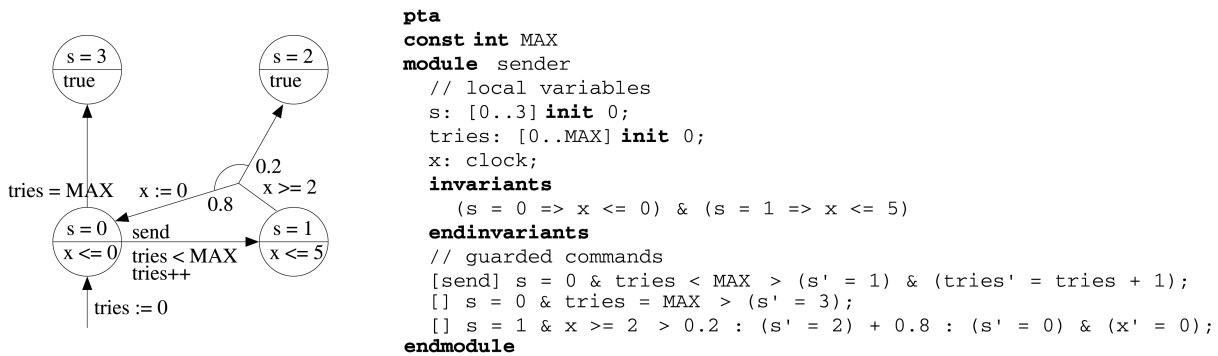 s = 3
true
s = 2
true
0.2
tries = MAX
x := 0
x >= 2
0.8
s = 0
x <= 0
send
tries < MAX
tries++
s = 1
x <= 5
tries := 0
pta
const int MAX
module sender
// local variables
s: [0..3] init 0;
tries: [0..MAX] init 0;
x: clock;
invariants
(s = 0 => x <= 0) & (s = 1 => x <= 5)
endinvariants
// guarded commands
[send] s = 0 & tries < MAX > (s' = 1) & (tries' = tries + 1);
[] s = 0 & tries = MAX > (s' = 3);
[] s = 1 & x >= 2 > 0.2 : (s' = 2) + 0.8 : (s' = 0) & (x' = 0);
endmodule